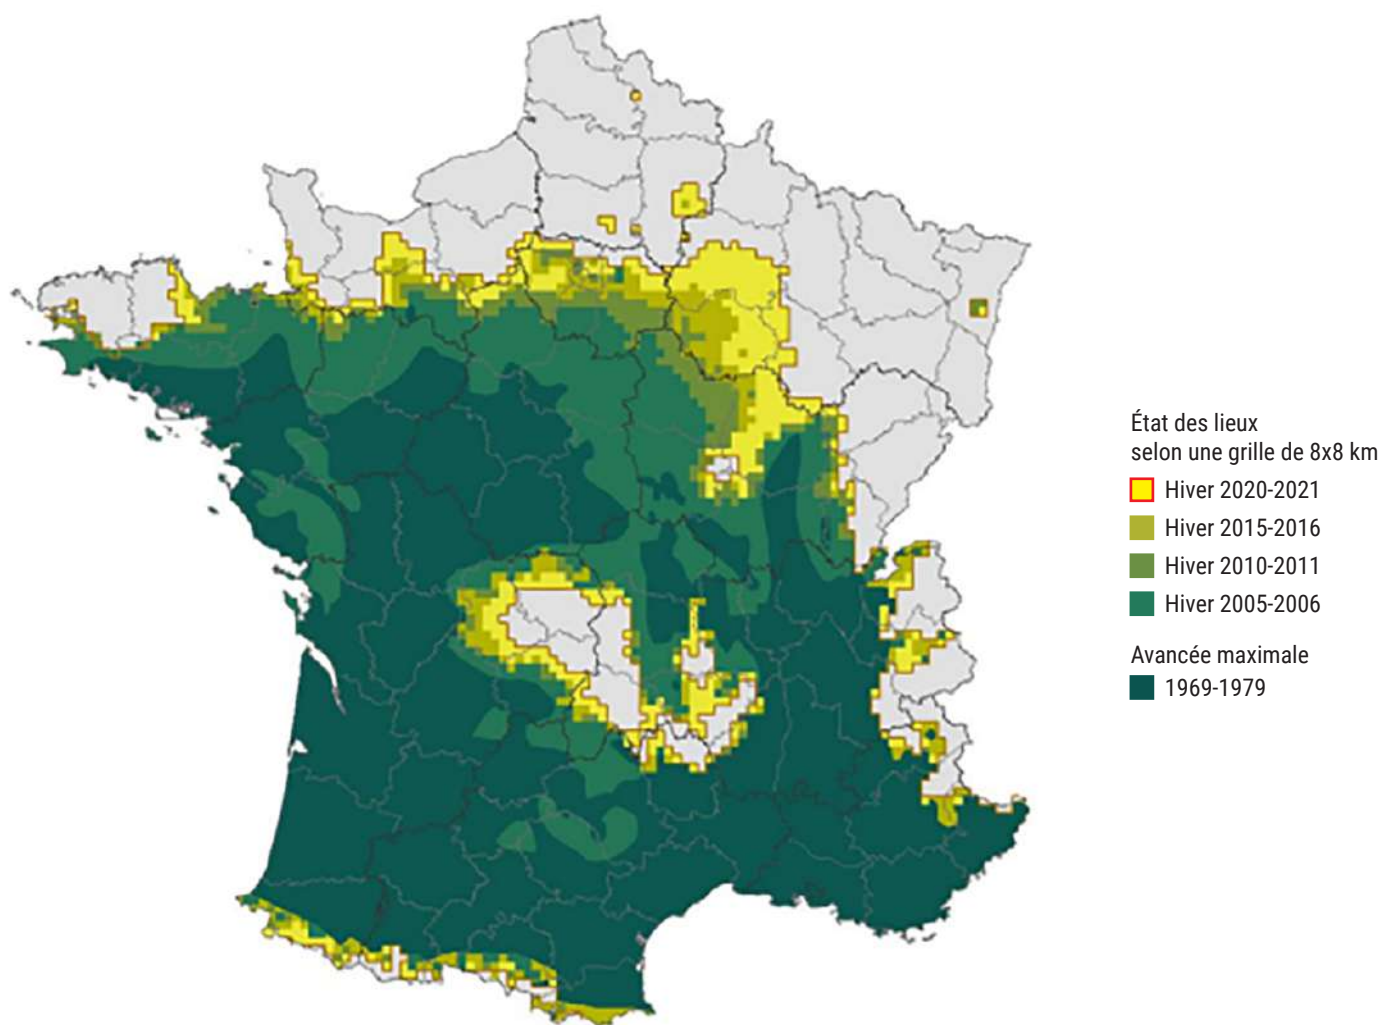 État des lieux
selon une grille de 8x8 km
Hiver 2020-2021
Hiver 2015-2016
Hiver 2010-2011
Hiver 2005-2006
Avancée maximale
1969-1979